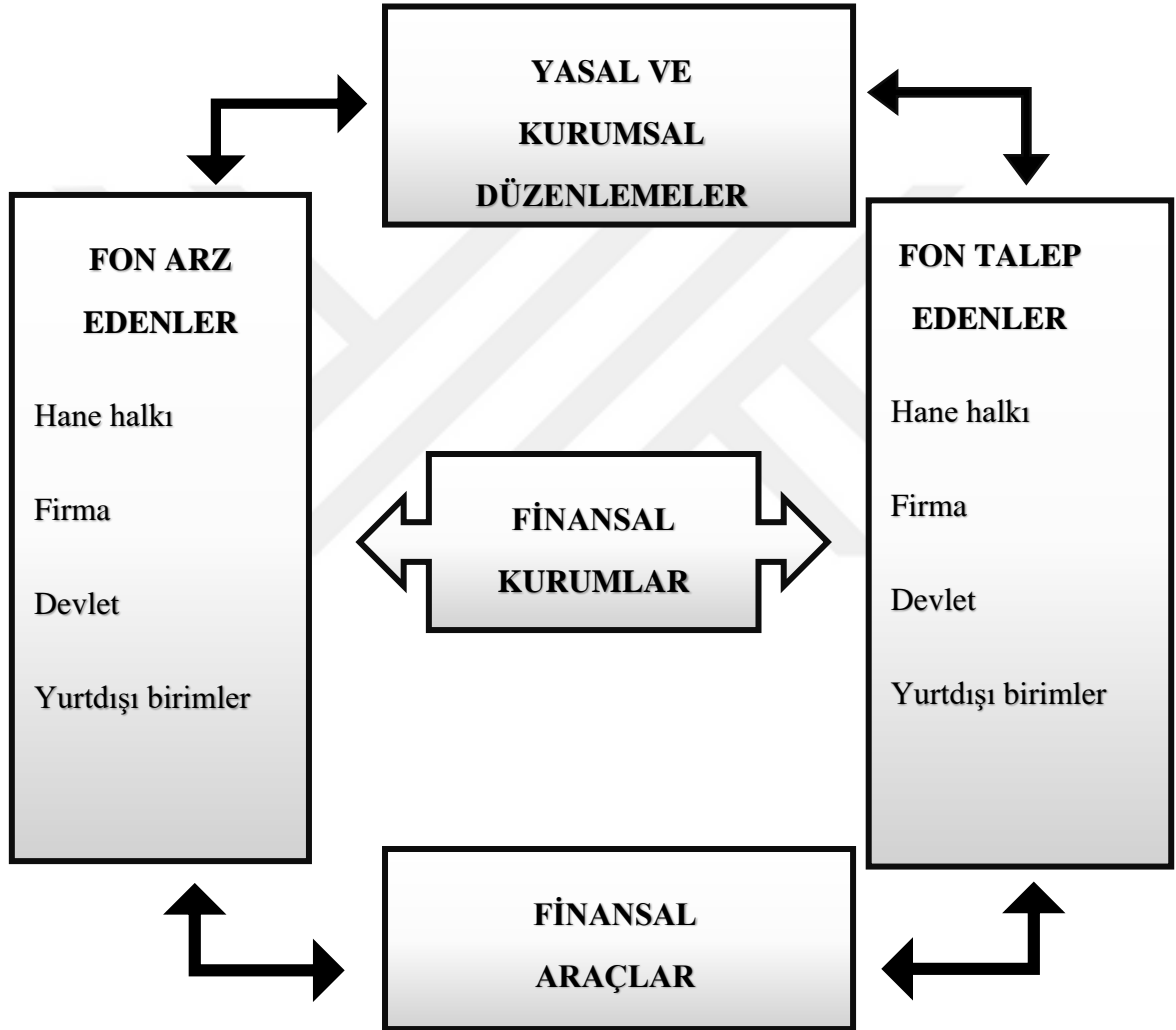 YASAL VE
KURUMSAL
DÜZENLEMELER
FON ARZ
EDENLER
Hane halkı
Firma
Devlet
Yurtdışı birimler
FİNANSAL
KURUMLAR
FON TALEP
EDENLER
Hane halkı
Firma
Devlet
Yurtdışı birimler
FİNANSAL
ARAÇLAR